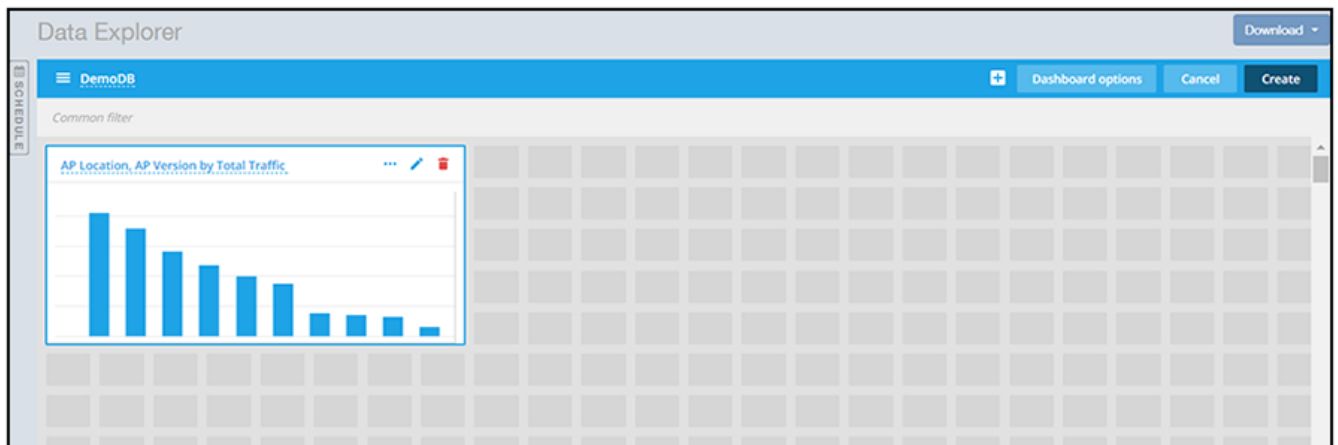 Data Explorer
Download
SCHEDULE
DemoDB
Dashboard options
Cancel
Create
Common filter
AP Location, AP Version by Total Traffic